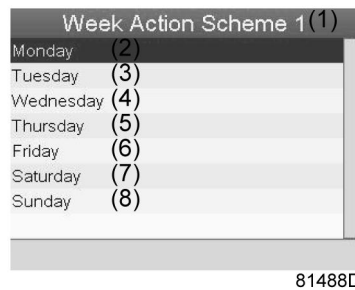 Week Action Scheme 1(1)
Monday (2)
Tuesday (3)
Wednesday (4)
Thursday (5)
Friday (6)
Saturday (7)
Sunday (8)
81488D